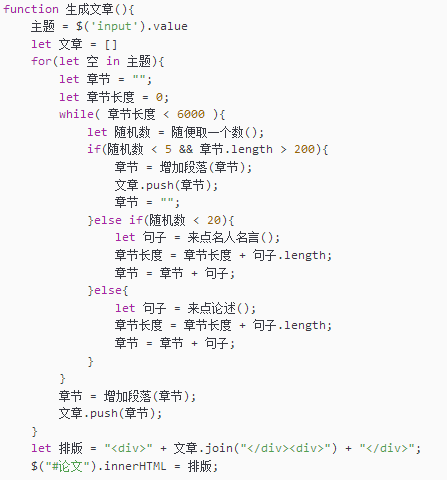 function 生成文章(){
    主题 = $('input').value
    let 文章 = []
    for(let 空 in 主题){
        let 章节 = "";
        let 章节长度 = 0;
        while( 章节长度 < 6000 ){
            let 随机数 = 随便取一个数();
            if(随机数 < 5 && 章节.length > 200){
                章节 = 增加段落(章节);
                文章.push(章节);
                章节 = "";
            }else if(随机数 < 20){
                let 句子 = 来点名人名言();
                章节长度 = 章节长度 + 句子.length;
                章节 = 章节 + 句子;
            }else{
                let 句子 = 来点论述();
                章节长度 = 章节长度 + 句子.length;
                章节 = 章节 + 句子;
            }
        }
        章节 = 增加段落(章节);
        文章.push(章节);
    }
    let 排版 = "<div>" + 文章.join("</div><div>") + "</div>";
    $("#论文").innerHTML = 排版;